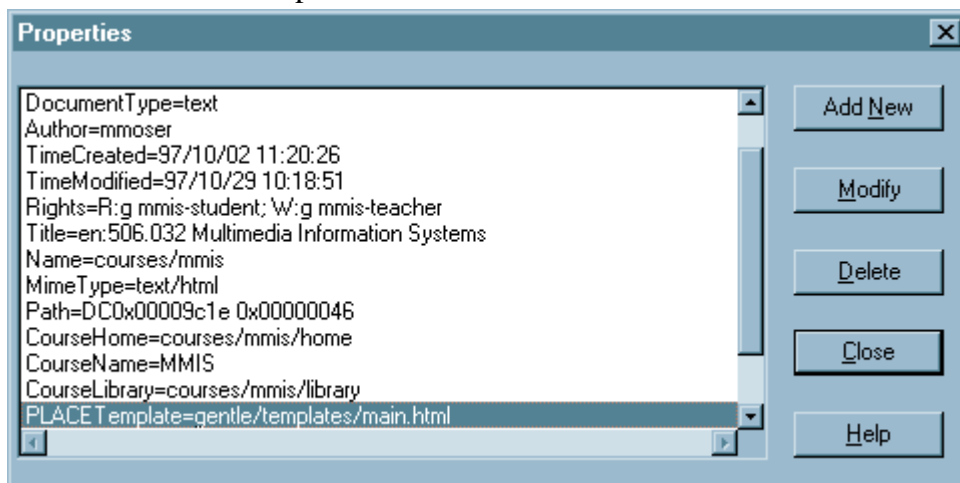 Properties
DocumentType=text
Author=mmoser
TimeCreated=97/10/02 11:20:26
TimeModified=97/10/29 10:18:51
Rights=R:g mmis-student; W:g mmis-teacher
Title=en:506.032 Multimedia Information Systems
Name=courses/mmis
MimeType=text/html
Path=DC0x00009c1e 0x00000046
CourseHome=courses/mmis/home
CourseName=MMIS
CourseLibrary=courses/mmis/library
PLACETemplate=gentle/templates/main.html
Add New
Modify
Delete
Close
Help